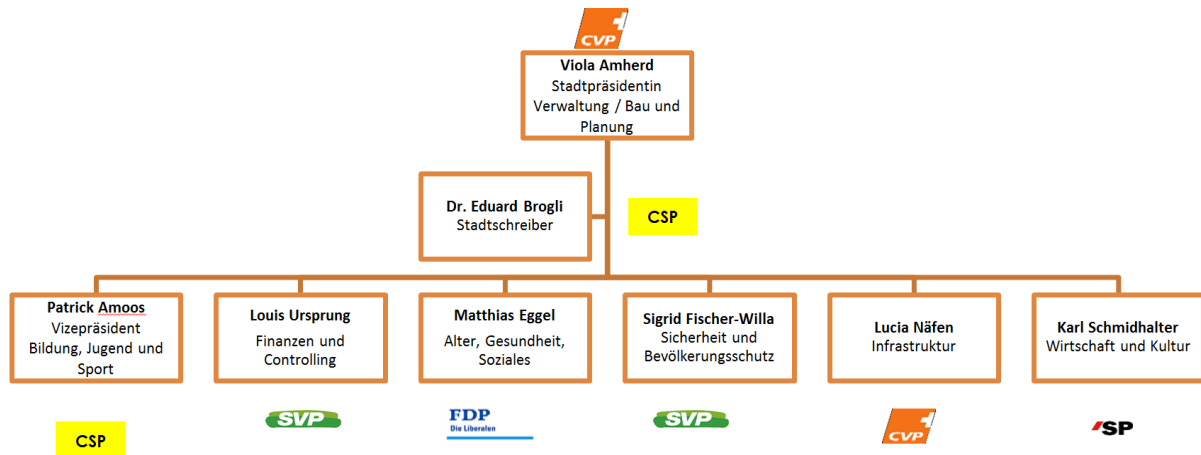 CVP
Viola Amherd
Stadtpräsidentin
Verwaltung / Bau und
Planung
Dr. Eduard Brogli
Stadtschreiber
CSP
Patrick Amoos
Vizepräsident
Bildung, Jugend und
Sport
Louis Ursprung
Finanzen und
Controlling
Matthias Eggel
Alter, Gesundheit,
Soziales
Sigrid Fischer-Willa
Sicherheit und
Bevölkerungsschutz
Lucia Näfen
Infrastruktur
Karl Schmidhalter
Wirtschaft und Kultur
CSP
SVP
FDP
Die Liberalen
SVP
CVP
SP